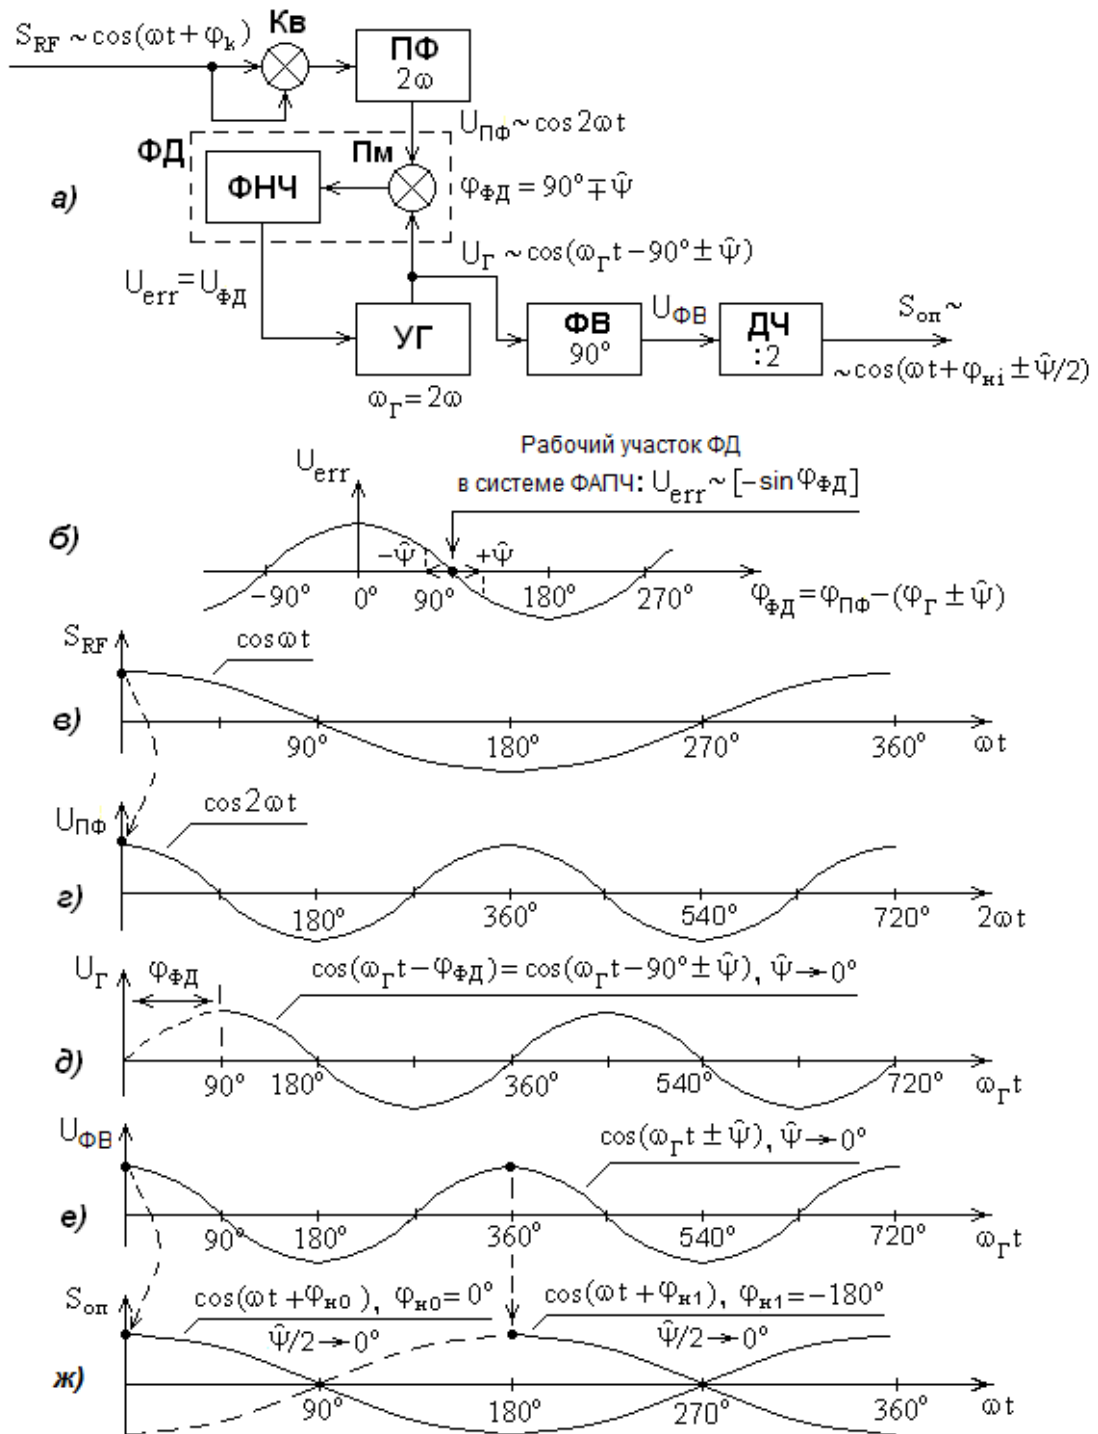 S_RF ~ cos(ωt + φ_k)
Кв
ПФ
2ω
U_ПФ ~ cos 2ωt
ФД
Пм
ФНЧ
φ_ФД = 90° ∓ Ψ̂
а)
U_Г ~ cos(ω_Г t − 90° ± Ψ̂)
U_err = U_ФД
УГ
ФВ
90°
U_ФВ
ДЧ
:2
S_оп ~
~cos(ωt + φ_нi ± Ψ̂/2)
ω_Г = 2ω
Рабочий участок ФД
в системе ФАПЧ: U_err ~ [−sin φ_ФД]
U_err
б)
−Ψ̂
+Ψ̂
−90°
0°
90°
180°
270°
φ_ФД = φ_ПФ − (φ_Г ± Ψ̂)
S_RF
cos ωt
в)
90°
180°
270°
360°
ωt
U_ПФ
cos 2ωt
г)
180°
360°
540°
720°
2ωt
U_Г
φ_ФД
cos(ω_Г t − φ_ФД) = cos(ω_Г t − 90° ± Ψ̂), Ψ̂ → 0°
д)
90°
180°
360°
540°
720°
ω_Г t
U_ФВ
cos(ω_Г t ± Ψ̂), Ψ̂ → 0°
е)
90°
180°
360°
540°
720°
ω_Г t
S_оп
cos(ωt + φ_н0), φ_н0 = 0°
Ψ̂/2 → 0°
cos(ωt + φ_н1), φ_н1 = −180°
Ψ̂/2 → 0°
ж)
90°
180°
270°
360°
ωt